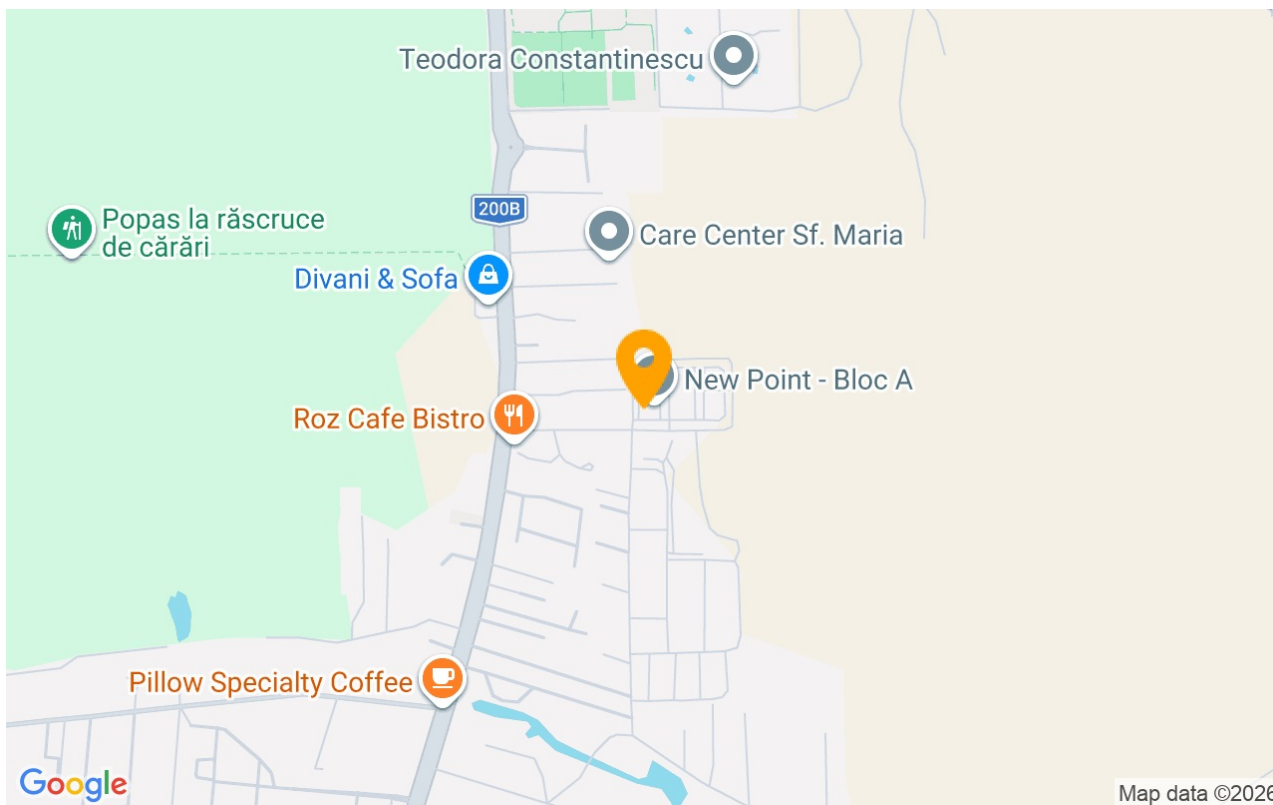 Teodora Constantinescu
200B
Popas la răscruce
de cărări
Care Center Sf. Maria
Divani & Sofa
New Point - Bloc A
Roz Cafe Bistro
Pillow Specialty Coffee
Google
Map data ©2026